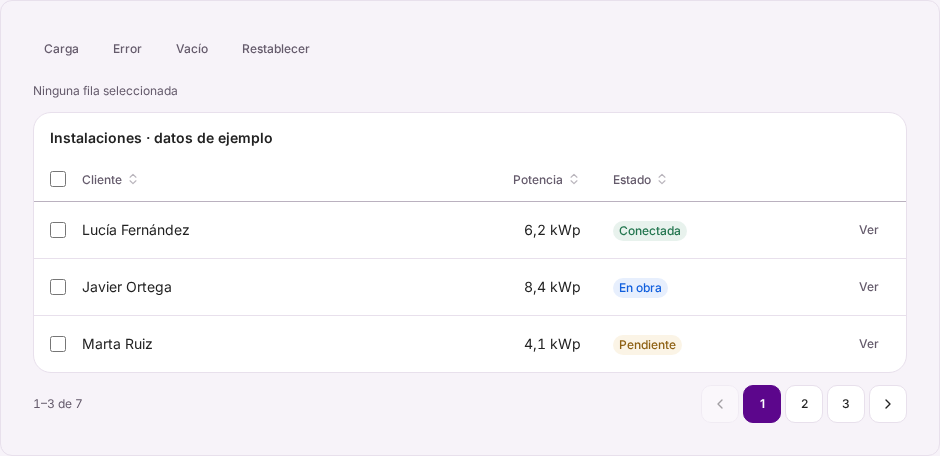 Carga Error Vacío Restablecer
Ninguna fila seleccionada
Instalaciones · datos de ejemplo
Cliente Potencia Estado
Lucía Fernández 6,2 kWp Conectada Ver
Javier Ortega 8,4 kWp En obra Ver
Marta Ruiz 4,1 kWp Pendiente Ver
1–3 de 7 1 2 3